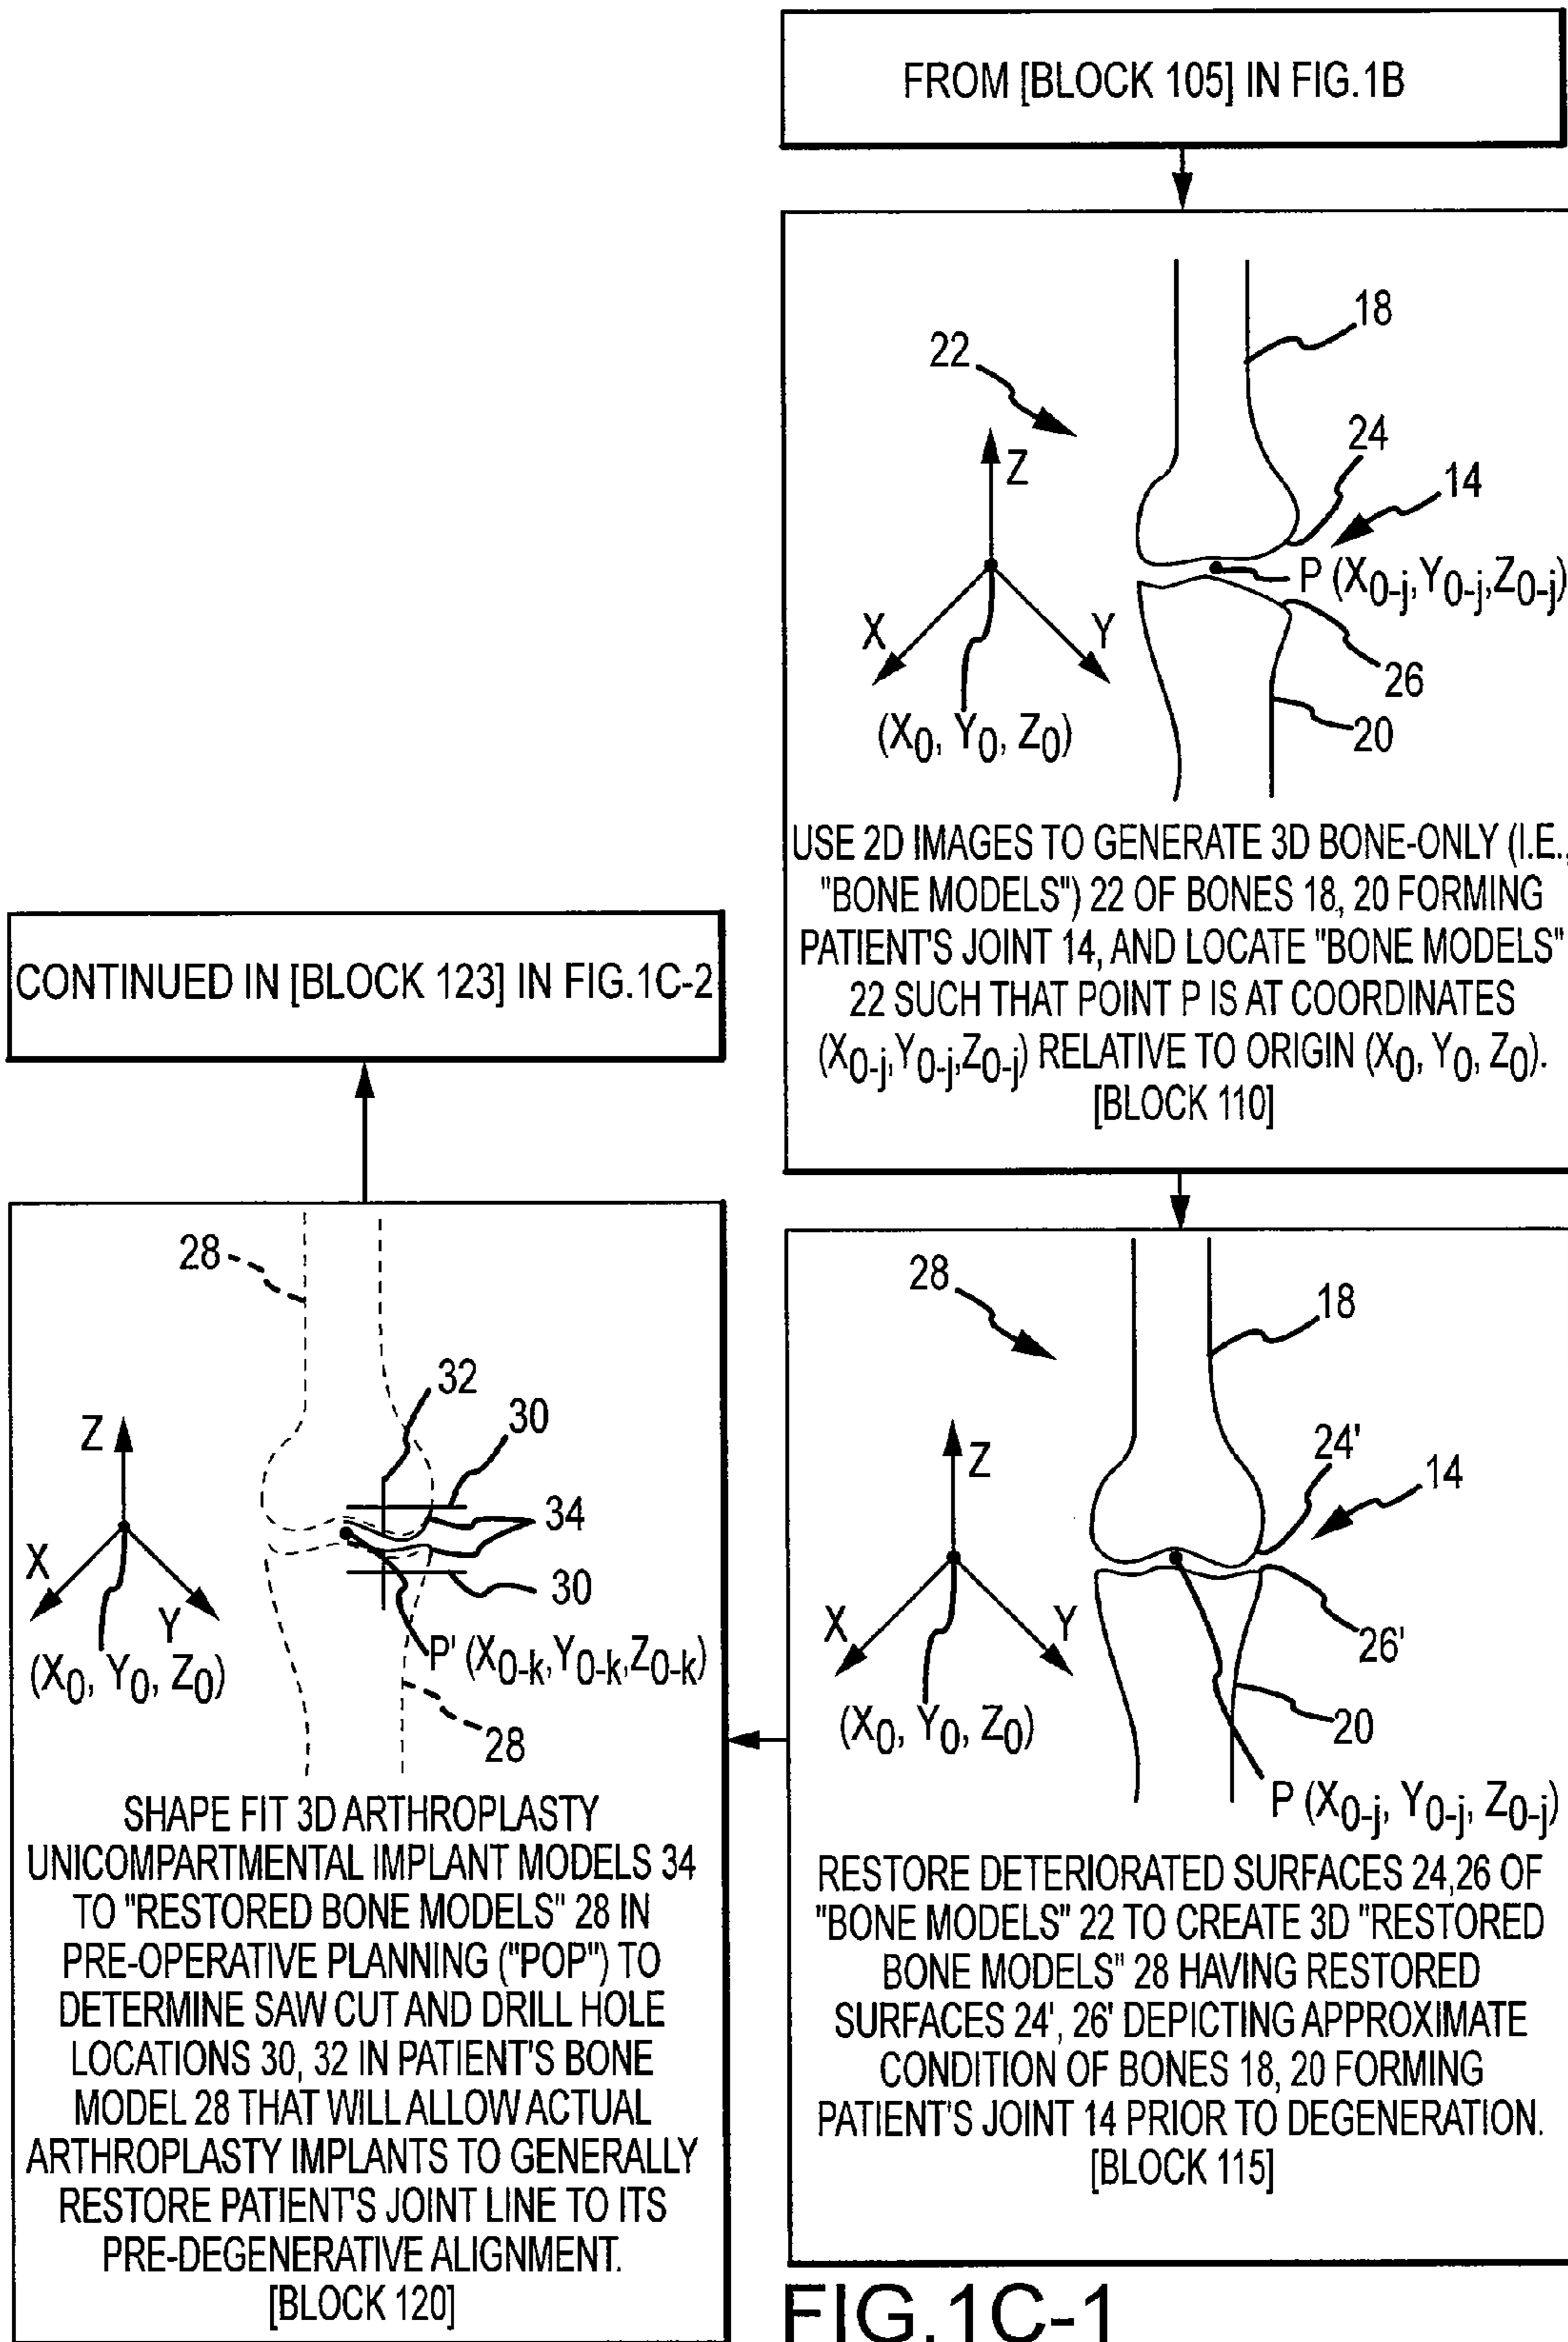 FROM [BLOCK 105] IN FIG.1B
18
22
24
14
Z
P (X0-j,Y0-j,Z0-j)
X
Y
26
(X0, Y0, Z0)
20
USE 2D IMAGES TO GENERATE 3D BONE-ONLY (I.E.,
"BONE MODELS") 22 OF BONES 18, 20 FORMING
PATIENT'S JOINT 14, AND LOCATE "BONE MODELS"
22 SUCH THAT POINT P IS AT COORDINATES
(X0-j,Y0-j,Z0-j) RELATIVE TO ORIGIN (X0, Y0, Z0).
[BLOCK 110]
28
18
24'
14
Z
X
Y
26'
(X0, Y0, Z0)
20
P (X0-j, Y0-j, Z0-j)
RESTORE DETERIORATED SURFACES 24,26 OF
"BONE MODELS" 22 TO CREATE 3D "RESTORED
BONE MODELS" 28 HAVING RESTORED
SURFACES 24', 26' DEPICTING APPROXIMATE
CONDITION OF BONES 18, 20 FORMING
PATIENT'S JOINT 14 PRIOR TO DEGENERATION.
[BLOCK 115]
28
32
30
Z
34
X
30
Y
P' (X0-k,Y0-k,Z0-k)
(X0, Y0, Z0)
28
SHAPE FIT 3D ARTHROPLASTY
UNICOMPARTMENTAL IMPLANT MODELS 34
TO "RESTORED BONE MODELS" 28 IN
PRE-OPERATIVE PLANNING ("POP") TO
DETERMINE SAW CUT AND DRILL HOLE
LOCATIONS 30, 32 IN PATIENT'S BONE
MODEL 28 THAT WILL ALLOW ACTUAL
ARTHROPLASTY IMPLANTS TO GENERALLY
RESTORE PATIENT'S JOINT LINE TO ITS
PRE-DEGENERATIVE ALIGNMENT.
[BLOCK 120]
CONTINUED IN [BLOCK 123] IN FIG.1C-2
FIG.1C-1